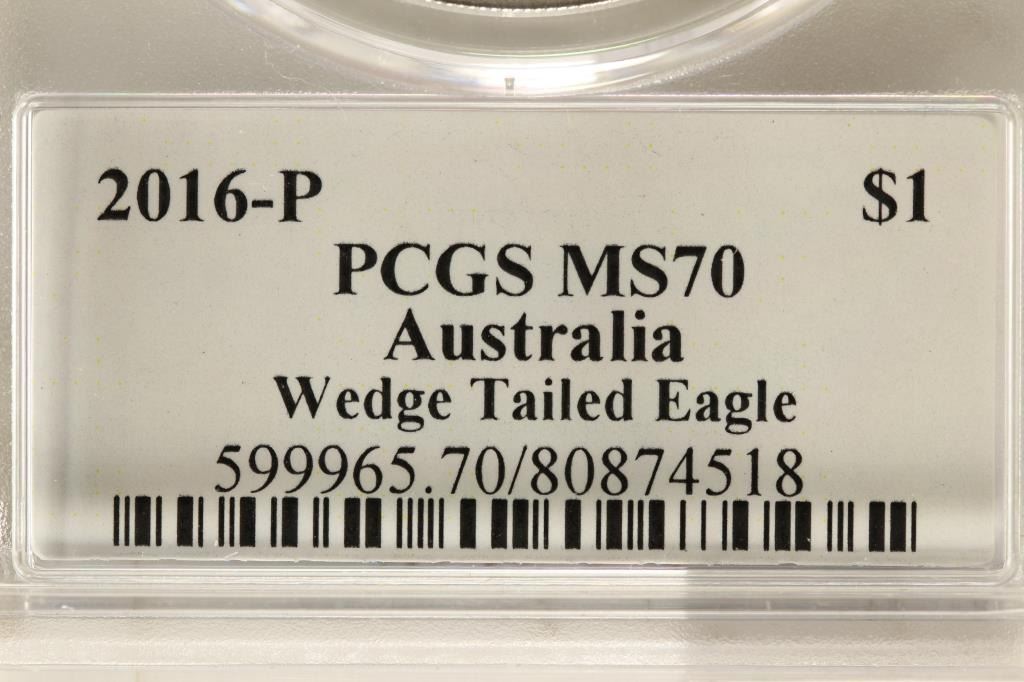 2016-P $1
PCGS MS70
Australia
Wedge Tailed Eagle
599965.70/80874518